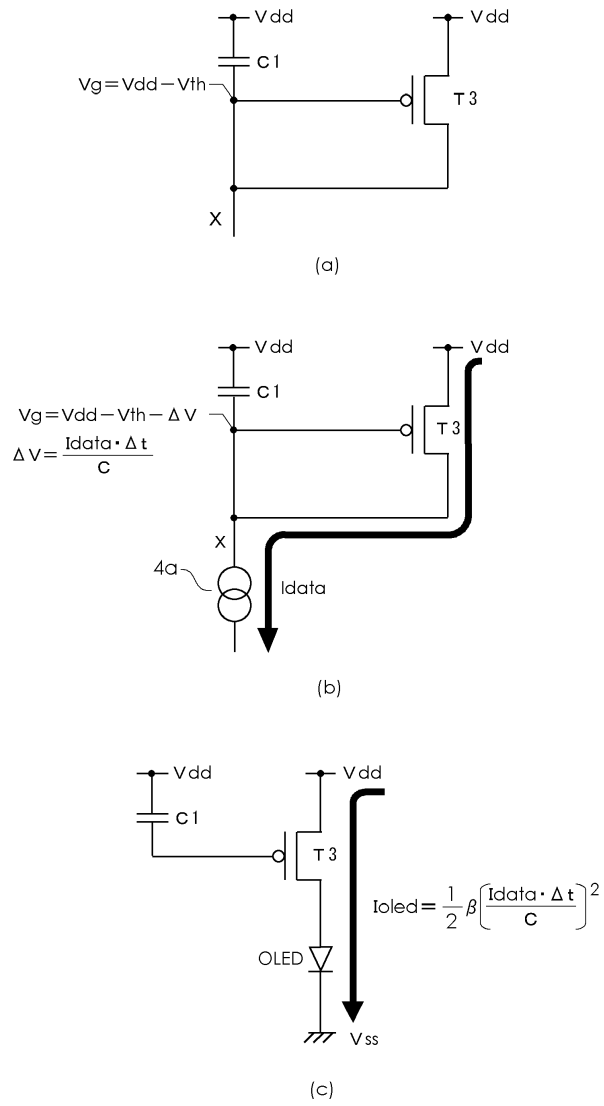 Vdd Vdd
C1
Vg=Vdd-Vth
T3
X
(a)
Vdd Vdd
C1
Vg=Vdd-Vth-ΔV
T3
ΔV=Idata・Δt/C
X
4a
Idata
(b)
Vdd Vdd
C1
T3
Ioled=1/2 β(Idata・Δt/C)²
OLED
Vss
(c)